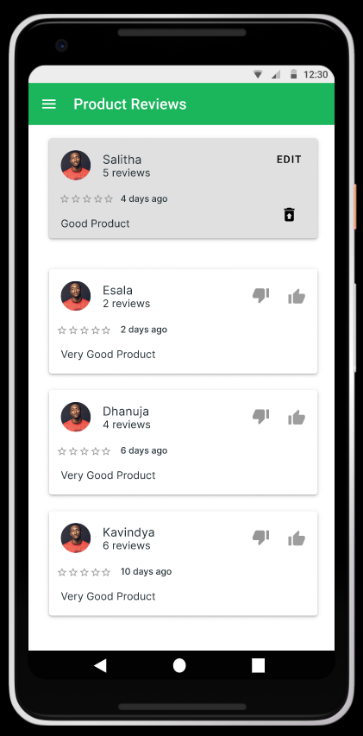 12:30
Product Reviews
Salitha
EDIT
5 reviews
4 days ago
Good Product
Esala
2 reviews
2 days ago
Very Good Product
Dhanuja
4 reviews
6 days ago
Very Good Product
Kavindya
6 reviews
10 days ago
Very Good Product